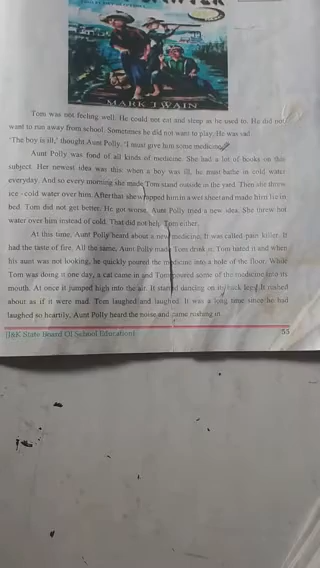 MARK TWAIN
Tom was not feeling well. He could not eat and sleep as he used to. He did not
want to run away from school. Sometimes he did not want to play. He was sad.
'The boy is ill,' thought Aunt Polly. 'I must give him some medicine.'
Aunt Polly was fond of all kinds of medicine. She had a lot of books on this
subject. Her newest idea was this: when a boy was ill, he must bathe in cold water
everyday. And so every morning she made Tom stand outside in the yard. Then she threw
ice - cold water over him. After that she wrapped him in a wet sheet and made him lie in
bed. Tom did not get better. He got worse. Aunt Polly tried a new idea. She threw hot
water over him instead of cold. That did not help Tom either.
At this time, Aunt Polly heard about a new medicine. It was called pain killer. It
had the taste of fire. All the same, Aunt Polly made Tom drink it. Tom tasted it and when
his aunt was not looking, he quickly poured the medicine into a hole of the floor. While
Tom was doing it one day, a cat came in and Tom poured some of the medicine into its
mouth. At once it jumped high into the air. It started dancing on its back legs. It rushed
about as if it were mad. Tom laughed and laughed. It was a long time since he had
laughed so heartily. Aunt Polly heard the noise and came rushing in.
(J&K State Board Of School Education) 53